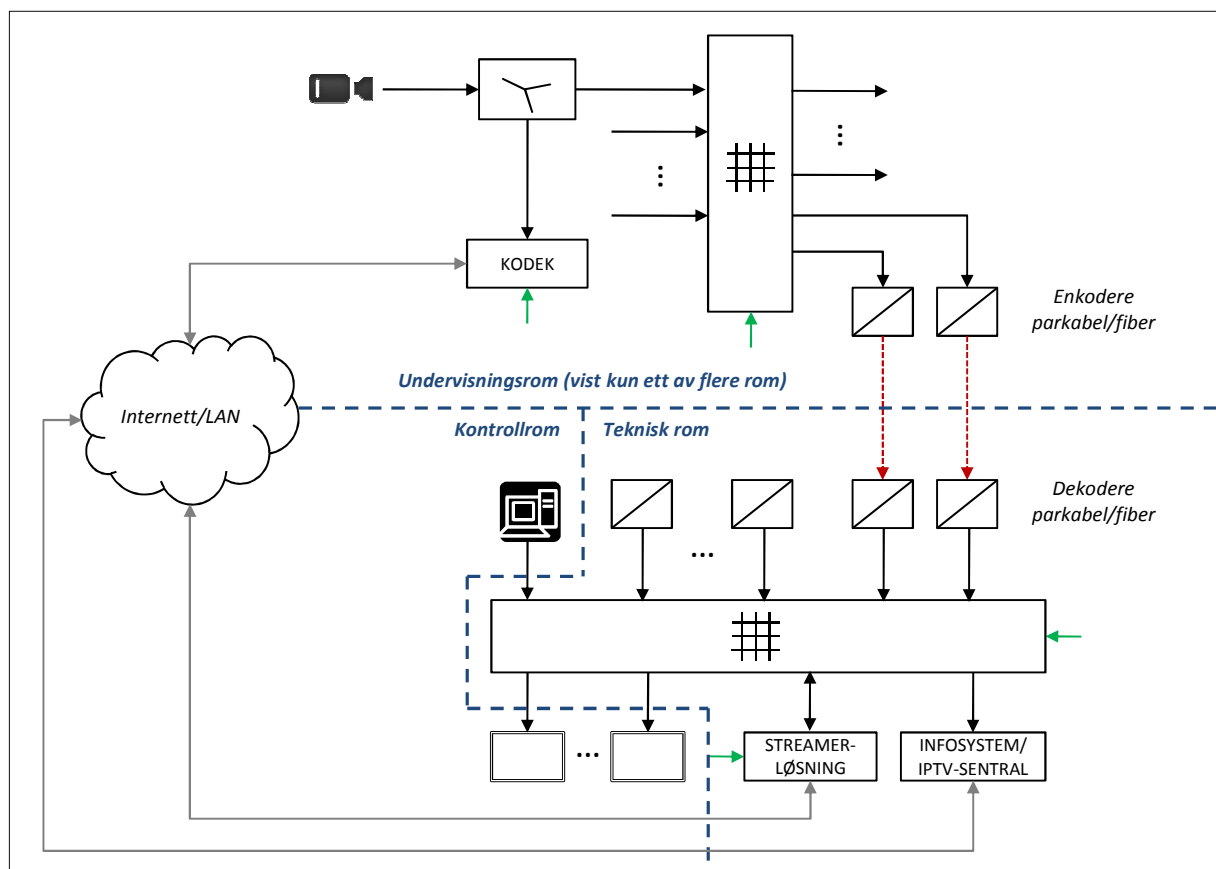 KODEK
Enkodere
parkabel/fiber
Undervisningsrom (vist kun ett av flere rom)
Internett/LAN
Kontrollrom
Teknisk rom
Dekodere
parkabel/fiber
...
...
STREAMER-
LØSNING
INFOSYSTEM/
IPTV-SENTRAL